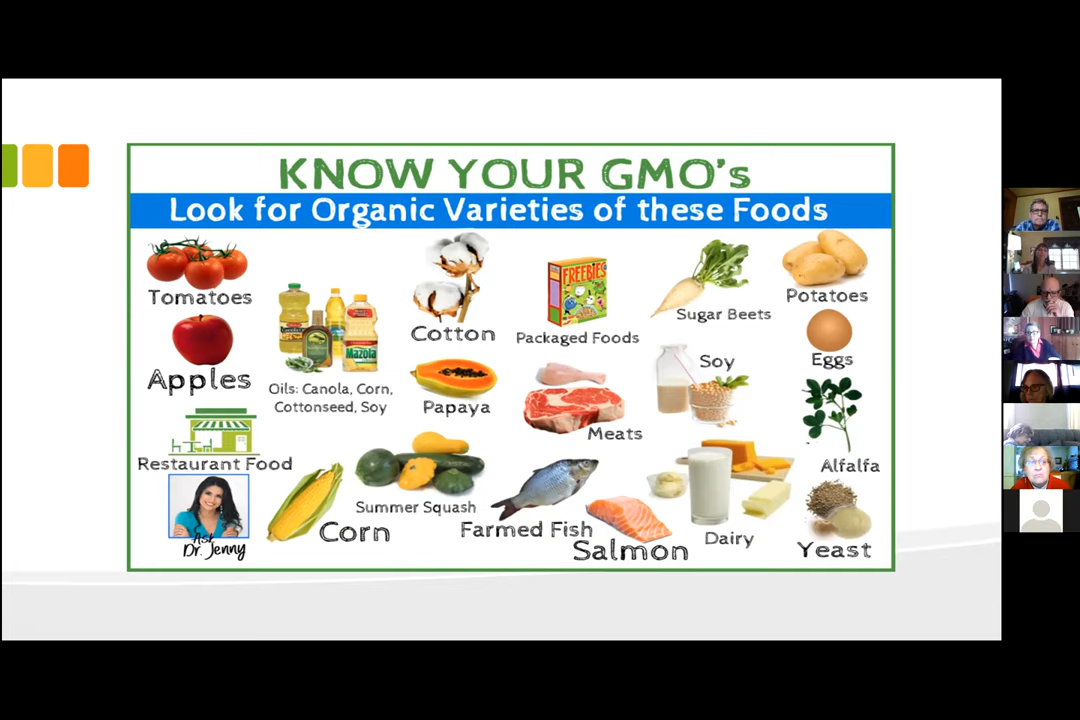 KNOW YOUR GMO's
Look for Organic Varieties of these Foods
Tomatoes
Apples
Restaurant Food
Ask
Dr. Jenny
Oils: Canola, Corn,
Cottonseed, Soy
Corn
Cotton
Papaya
Summer Squash
Packaged Foods
FREEBIES
Meats
Farmed Fish
Salmon
Sugar Beets
Soy
Dairy
Potatoes
Eggs
Alfalfa
Yeast
Mazola